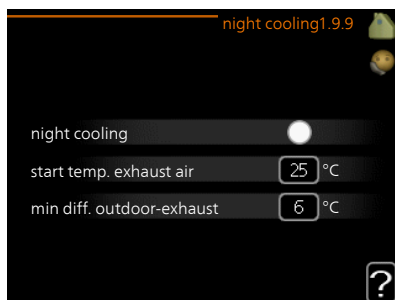 night cooling1.9.9
night cooling
start temp. exhaust air 25 °C
min diff. outdoor-exhaust 6 °C
?